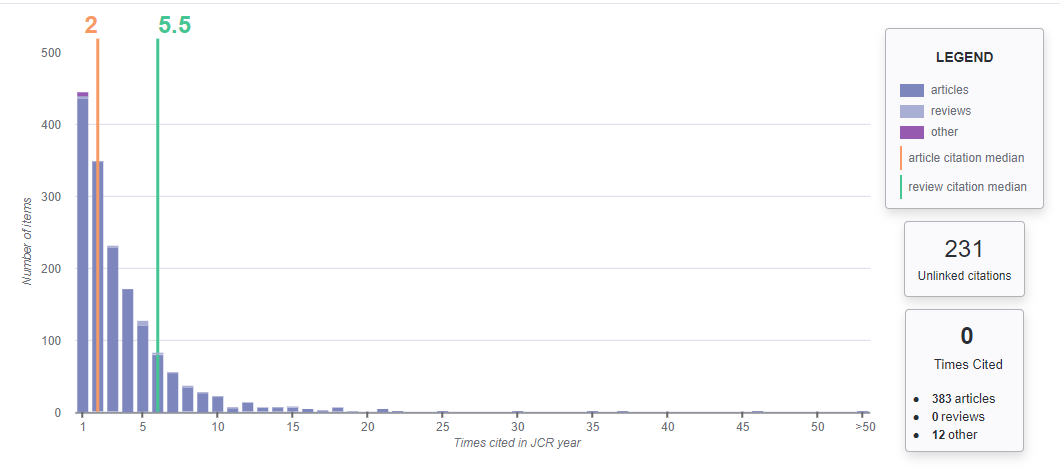 2
5.5
500
400
300
200
100
0
Number of items
1
5
10
15
20
25
30
35
40
45
50
>50
Times cited in JCR year
LEGEND
articles
reviews
other
article citation median
review citation median
231
Unlinked citations
0
Times Cited
• 383 articles
• 0 reviews
• 12 other